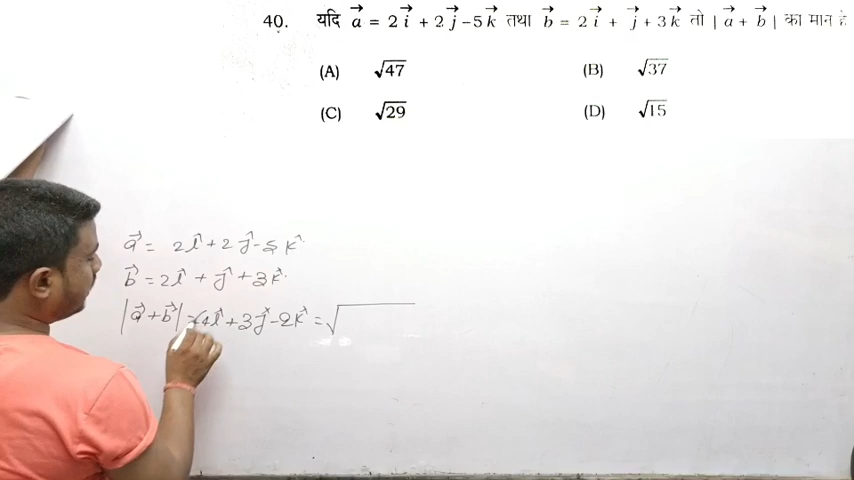 40. यदि a⃗ = 2i⃗ + 2j⃗ – 5k⃗ तथा b⃗ = 2i⃗ + j⃗ + 3k⃗ तो | a⃗ + b⃗ | का मान है
(A) √47 (B) √37
(C) √29 (D) √15
a⃗ = 2î + 2ĵ - 5k̂
b⃗ = 2î + ĵ + 3k̂
|a⃗ + b⃗| = 4î + 3ĵ - 2k̂ = √